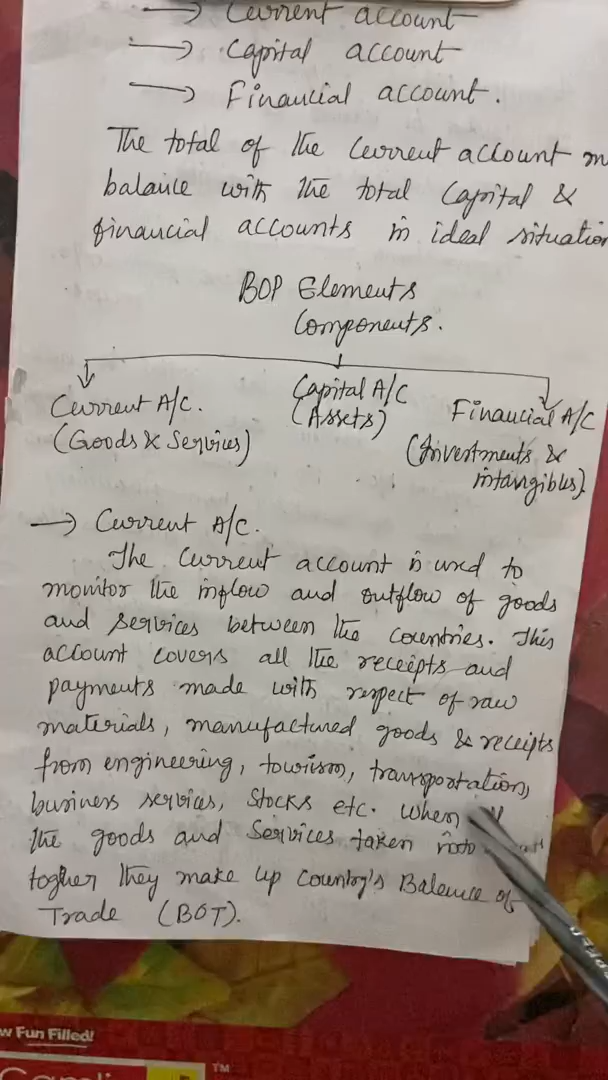 → Current account
→ Capital account
→ Financial account.
The total of the Current account m
balance with the total Capital &
financial accounts in ideal situation
BOP Elements
Components.
Current A/C.
(Goods & Services)
Capital A/C
(Assets)
Financial A/C
(Investments &
intangibles)
→ Current A/C.
The Current account is used to
monitor the inflow and outflow of goods
and services between the countries. This
account covers all the receipts and
payments made with respect of raw
materials, manufactured goods & receipts
from engineering, tourism, transportation,
business services, Stocks etc. When
the goods and Services taken
togher they make up Country's Balence of
Trade (BOT).
w Fun Filled!
TM